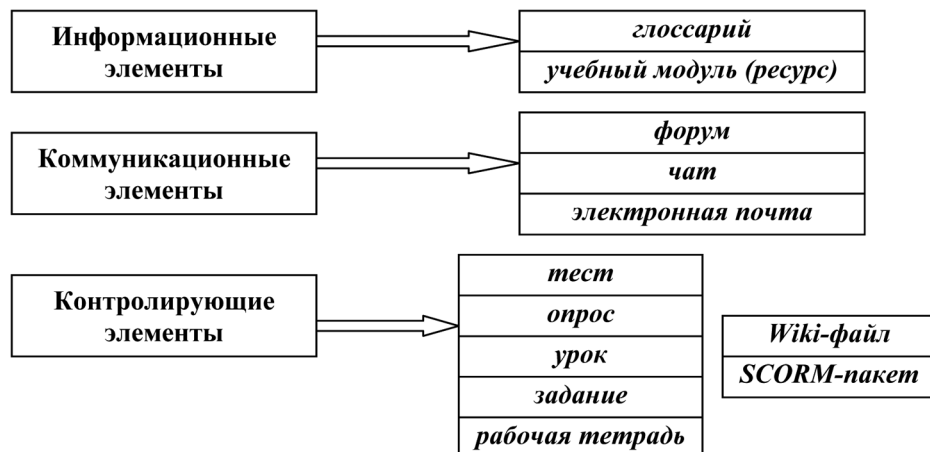 Информационные
элементы
глоссарий
учебный модуль (ресурс)
Коммуникационные
элементы
форум
чат
электронная почта
Контролирующие
элементы
тест
опрос
урок
задание
рабочая тетрадь
Wiki-файл
SCORM-пакет